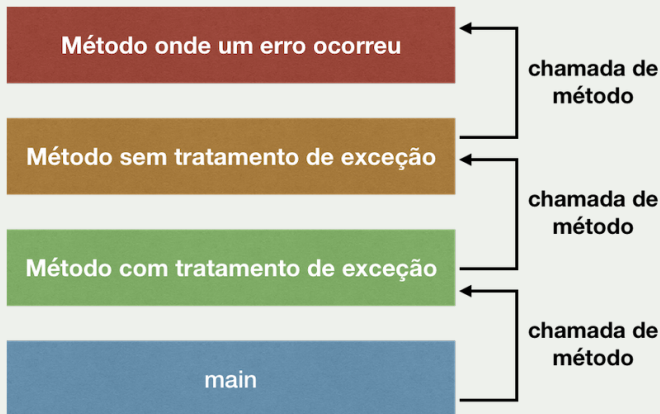 Método onde um erro ocorreu
chamada de
método
Método sem tratamento de exceção
chamada de
método
Método com tratamento de exceção
chamada de
método
main